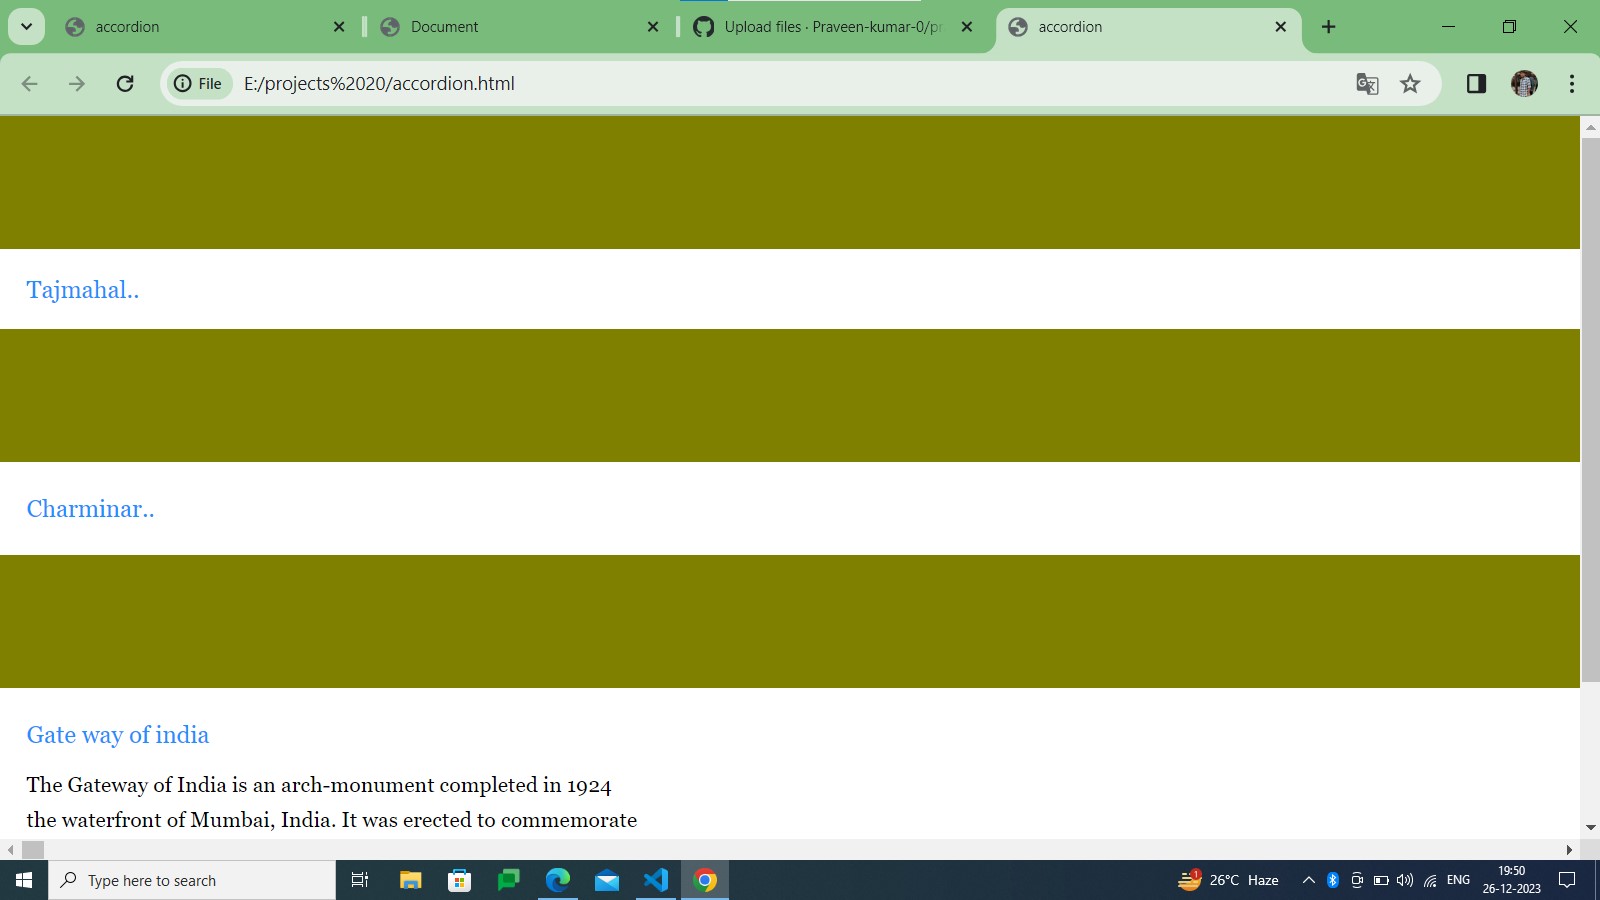 accordion
Document
Upload files · Praveen-kumar-0/pr
accordion
File
E:/projects%2020/accordion.html
Tajmahal..
Charminar..
Gate way of india
The Gateway of India is an arch-monument completed in 1924
the waterfront of Mumbai, India. It was erected to commemorate
Type here to search
1
26°C Haze
ENG
19:50
26-12-2023